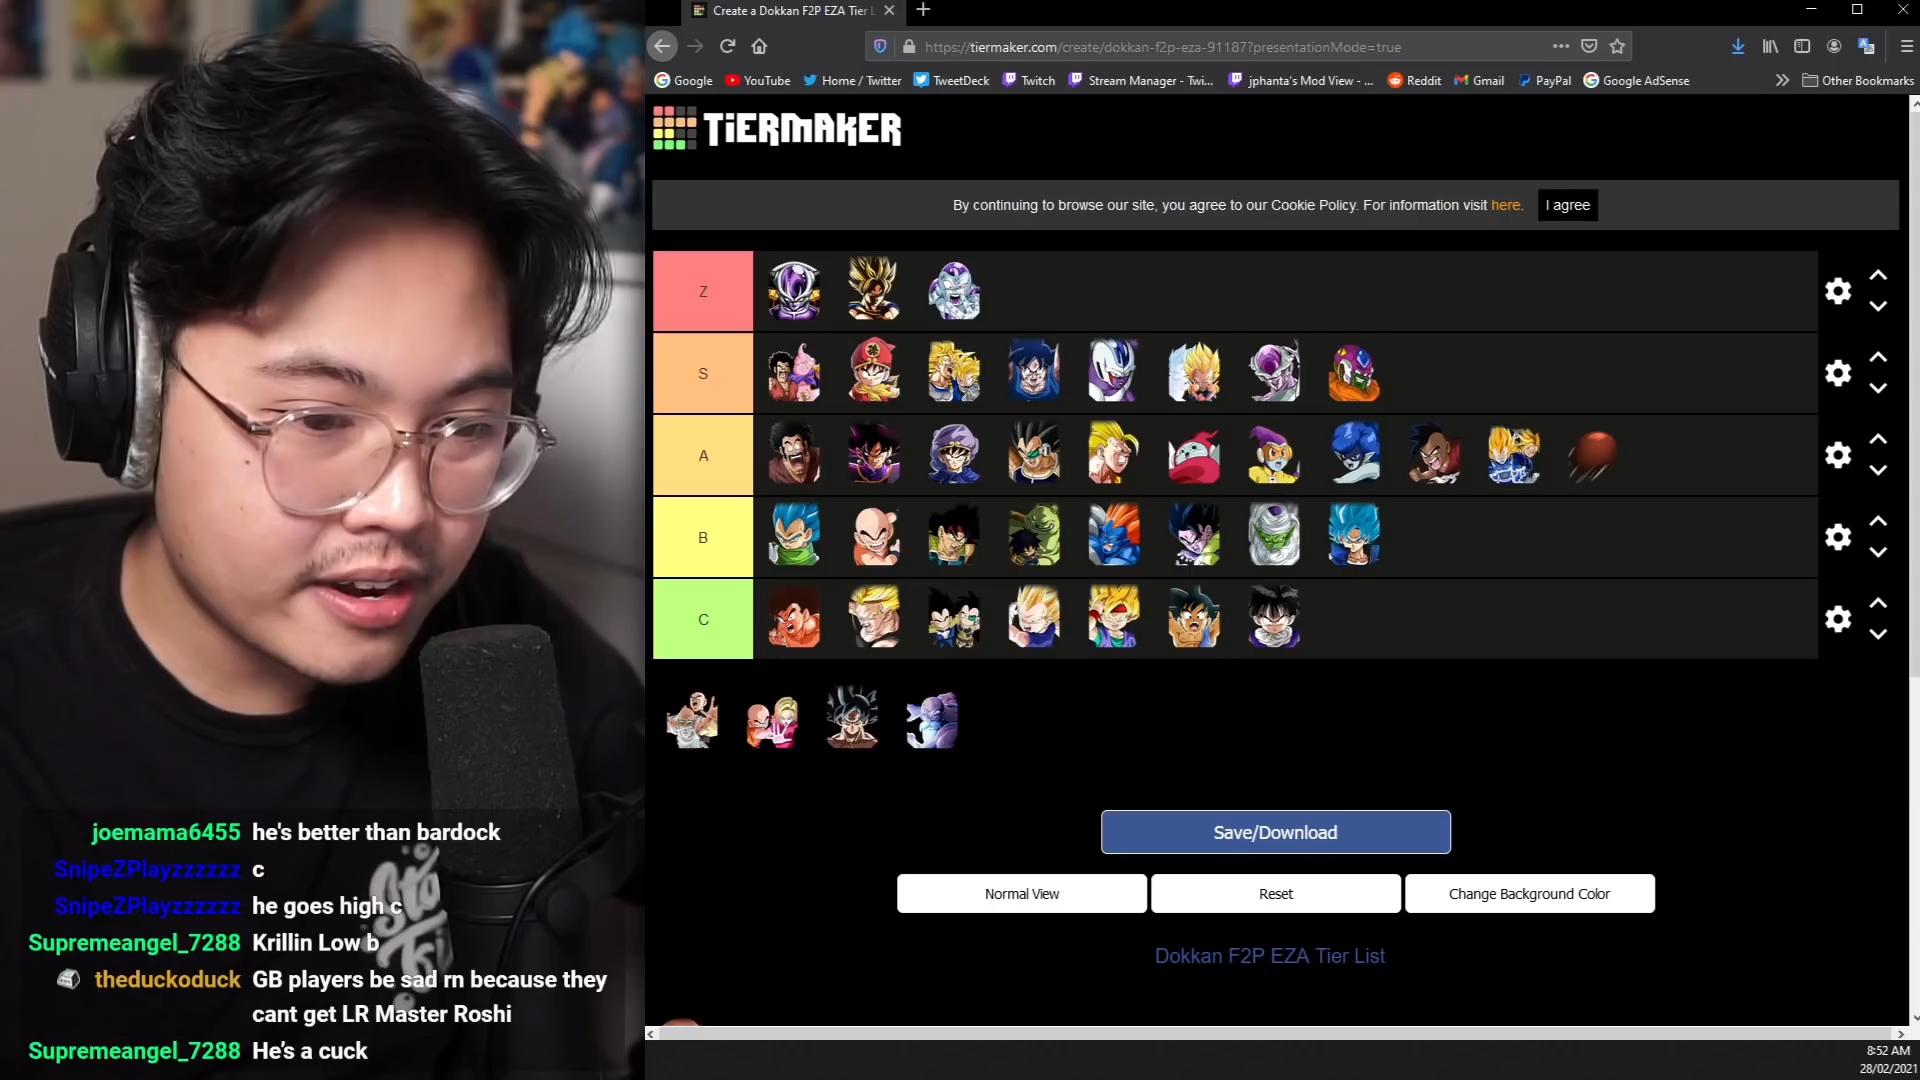 Create a Dokkan F2P EZA Tier L
https://tiermaker.com/create/dokkan-f2p-eza-91187?presentationMode=true
Google YouTube Home / Twitter TweetDeck Twitch Stream Manager - Twi... jphanta's Mod View - ... Reddit Gmail PayPal Google AdSense Other Bookmarks
TiERMAKER
By continuing to browse our site, you agree to our Cookie Policy. For information visit here. I agree
Z
S
A
B
C
Save/Download
Normal View Reset Change Background Color
Dokkan F2P EZA Tier List
joemama6455 he's better than bardock
SnipeZPlayzzzzzz c
SnipeZPlayzzzzzz he goes high c
Supremeangel_7288 Krillin Low b
theduckoduck GB players be sad rn because they
cant get LR Master Roshi
Supremeangel_7288 He's a cuck
8:52 AM
28/02/2021